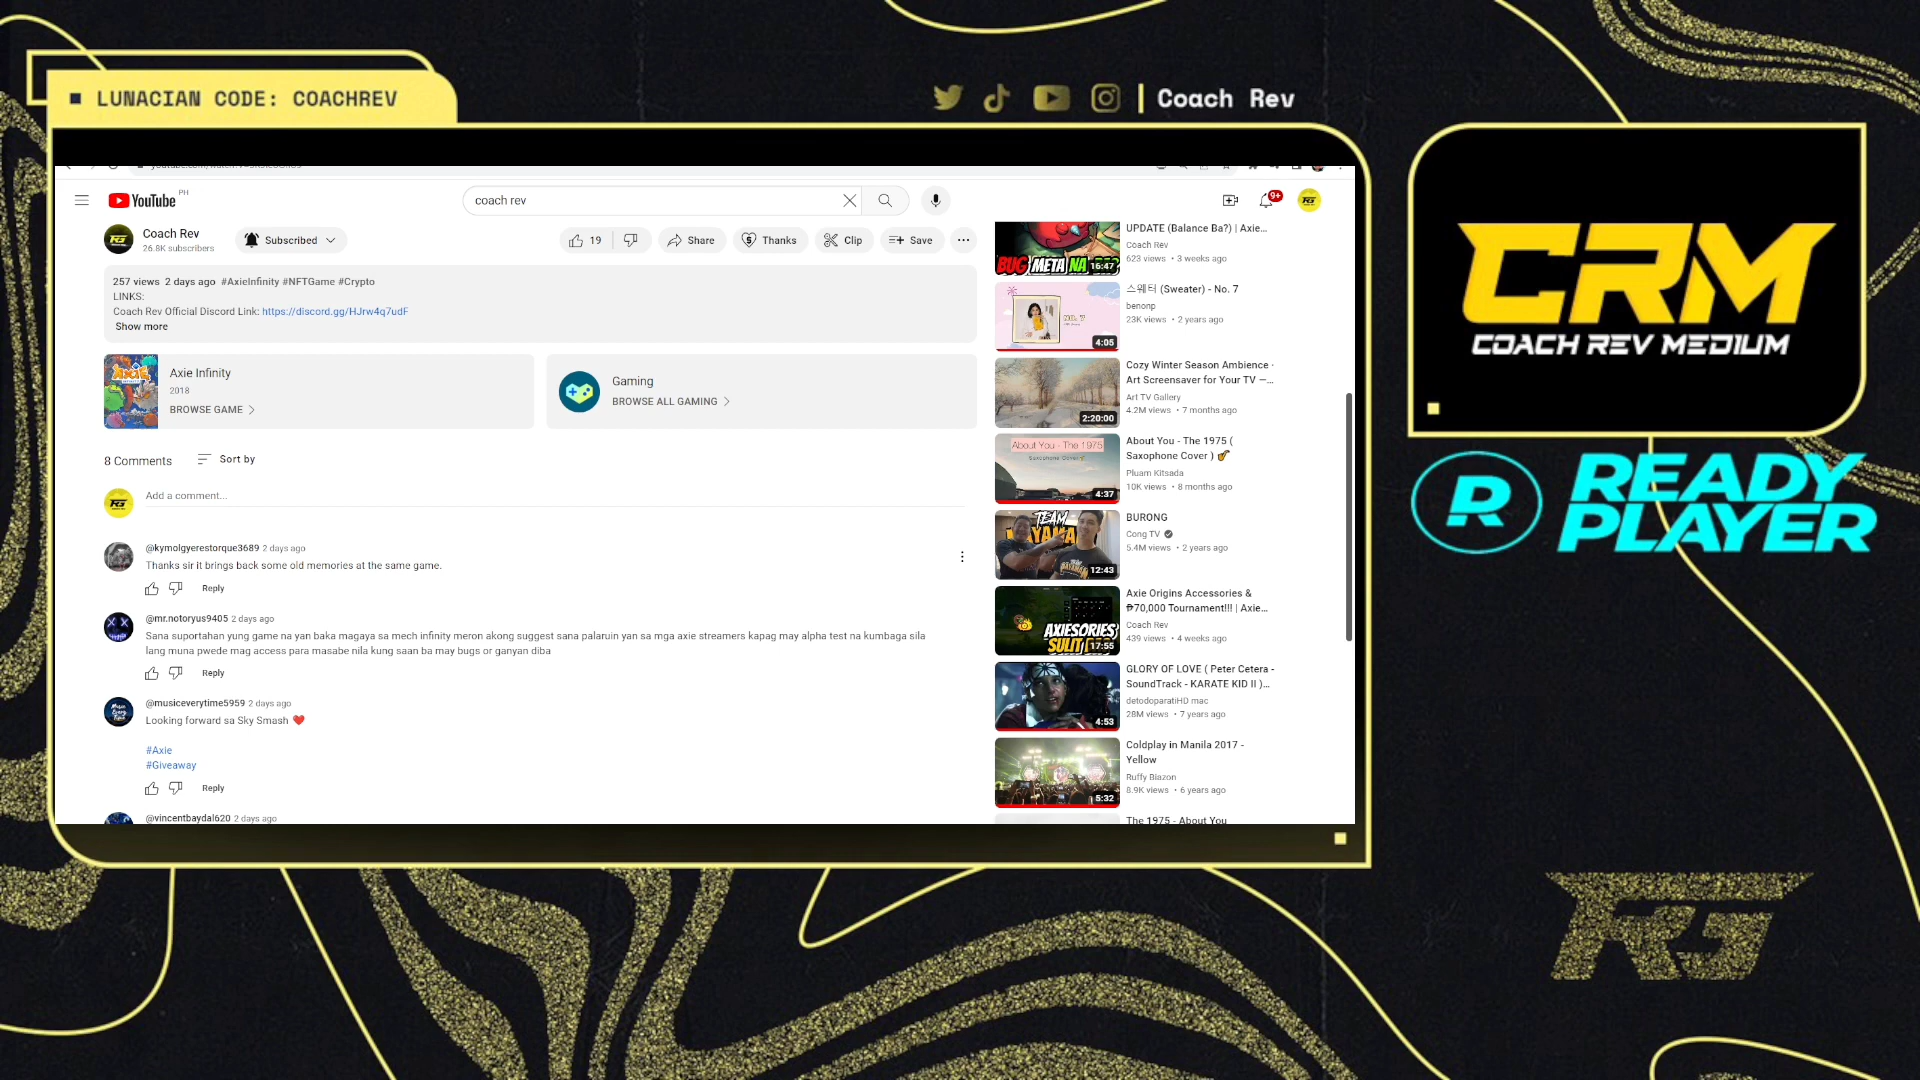 LUNACIAN CODE: COACHREV
Coach Rev
YouTube PH
coach rev
9+
Coach Rev
26.8K subscribers
Subscribed
19
Share
Thanks
Clip
Save
257 views 2 days ago #AxieInfinity #NFTGame #Crypto
LINKS:
Coach Rev Official Discord Link: https://discord.gg/HJrw4q7udF
Show more
Axie Infinity
2018
BROWSE GAME
Gaming
BROWSE ALL GAMING
8 Comments
Sort by
Add a comment...
@kymolgyerestorque3689 2 days ago
Thanks sir it brings back some old memories at the same game.
Reply
@mr.notoryus9405 2 days ago
Sana suportahan yung game na yan baka magaya sa mech infinity meron akong suggest sana palaruin yan sa mga axie streamers kapag may alpha test na kumbaga sila
lang muna pwede mag access para masabe nila kung saan ba may bugs or ganyan diba
Reply
@musiceverytime5959 2 days ago
Looking forward sa Sky Smash ❤️
#Axie
#Giveaway
Reply
@vincentbaydal620 2 days ago
BUG META NA
16:47
UPDATE (Balance Ba?) | Axie...
Coach Rev
623 views • 3 weeks ago
NO. 7
4:05
스웨터 (Sweater) - No. 7
benonp
23K views • 2 years ago
2:20:00
Cozy Winter Season Ambience ·
Art Screensaver for Your TV —...
Art TV Gallery
4.2M views • 7 months ago
About You - The 1975
Saxophone Cover
4:37
About You - The 1975 (
Saxophone Cover ) 🎷
Pluam Kitsada
10K views • 8 months ago
TEAM
12:43
BURONG
Cong TV
5.4M views • 2 years ago
AXIESORIES
SULIT
17:55
Axie Origins Accessories &
₱70,000 Tournament!!! | Axie...
Coach Rev
439 views • 4 weeks ago
4:53
GLORY OF LOVE ( Peter Cetera -
SoundTrack - KARATE KID II )...
detodoparatiHD mac
28M views • 7 years ago
5:32
Coldplay in Manila 2017 -
Yellow
Ruffy Biazon
8.9K views • 6 years ago
The 1975 - About You
CRM
COACH REV MEDIUM
R
READY
PLAYER